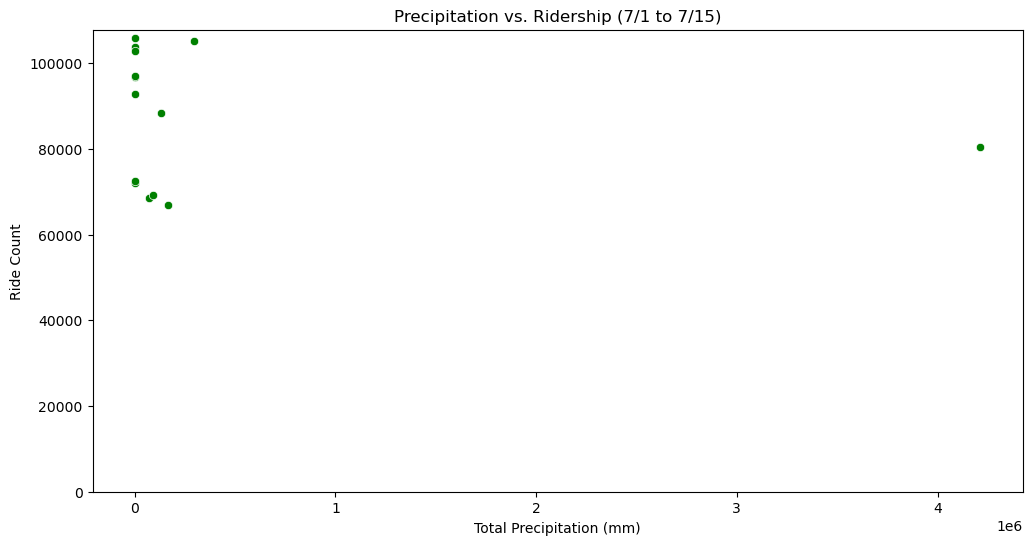 Precipitation vs. Ridership (7/1 to 7/15)
Ride Count
100000
80000
60000
40000
20000
0
0 1 2 3 4
1e6
Total Precipitation (mm)